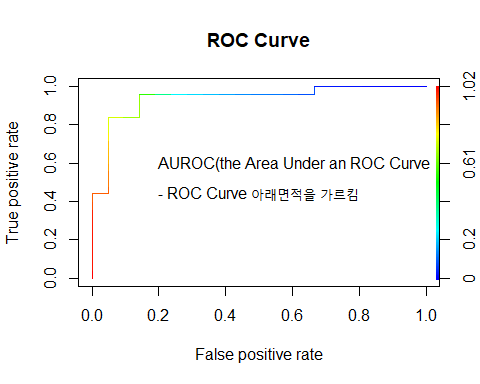 ROC Curve
True positive rate
0.0 0.2 0.4 0.6 0.8 1.0
AUROC(the Area Under an ROC Curve
- ROC Curve 아래면적을 가르킴
0 0.2 0.61 1.02
0.0 0.2 0.4 0.6 0.8 1.0
False positive rate